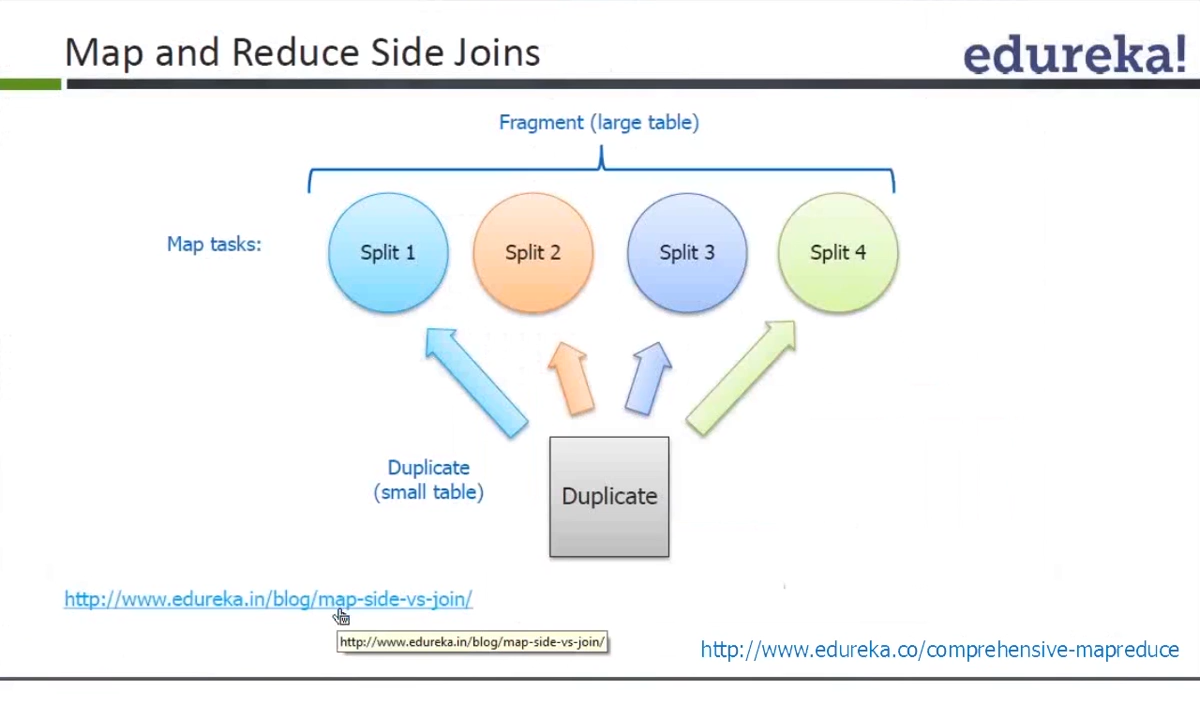 Map and Reduce Side Joins
edureka!
Fragment (large table)
Map tasks:
Split 1
Split 2
Split 3
Split 4
Duplicate
(small table)
Duplicate
http://www.edureka.in/blog/map-side-vs-join/
http://www.edureka.in/blog/map-side-vs-join/
http://www.edureka.co/comprehensive-mapreduce